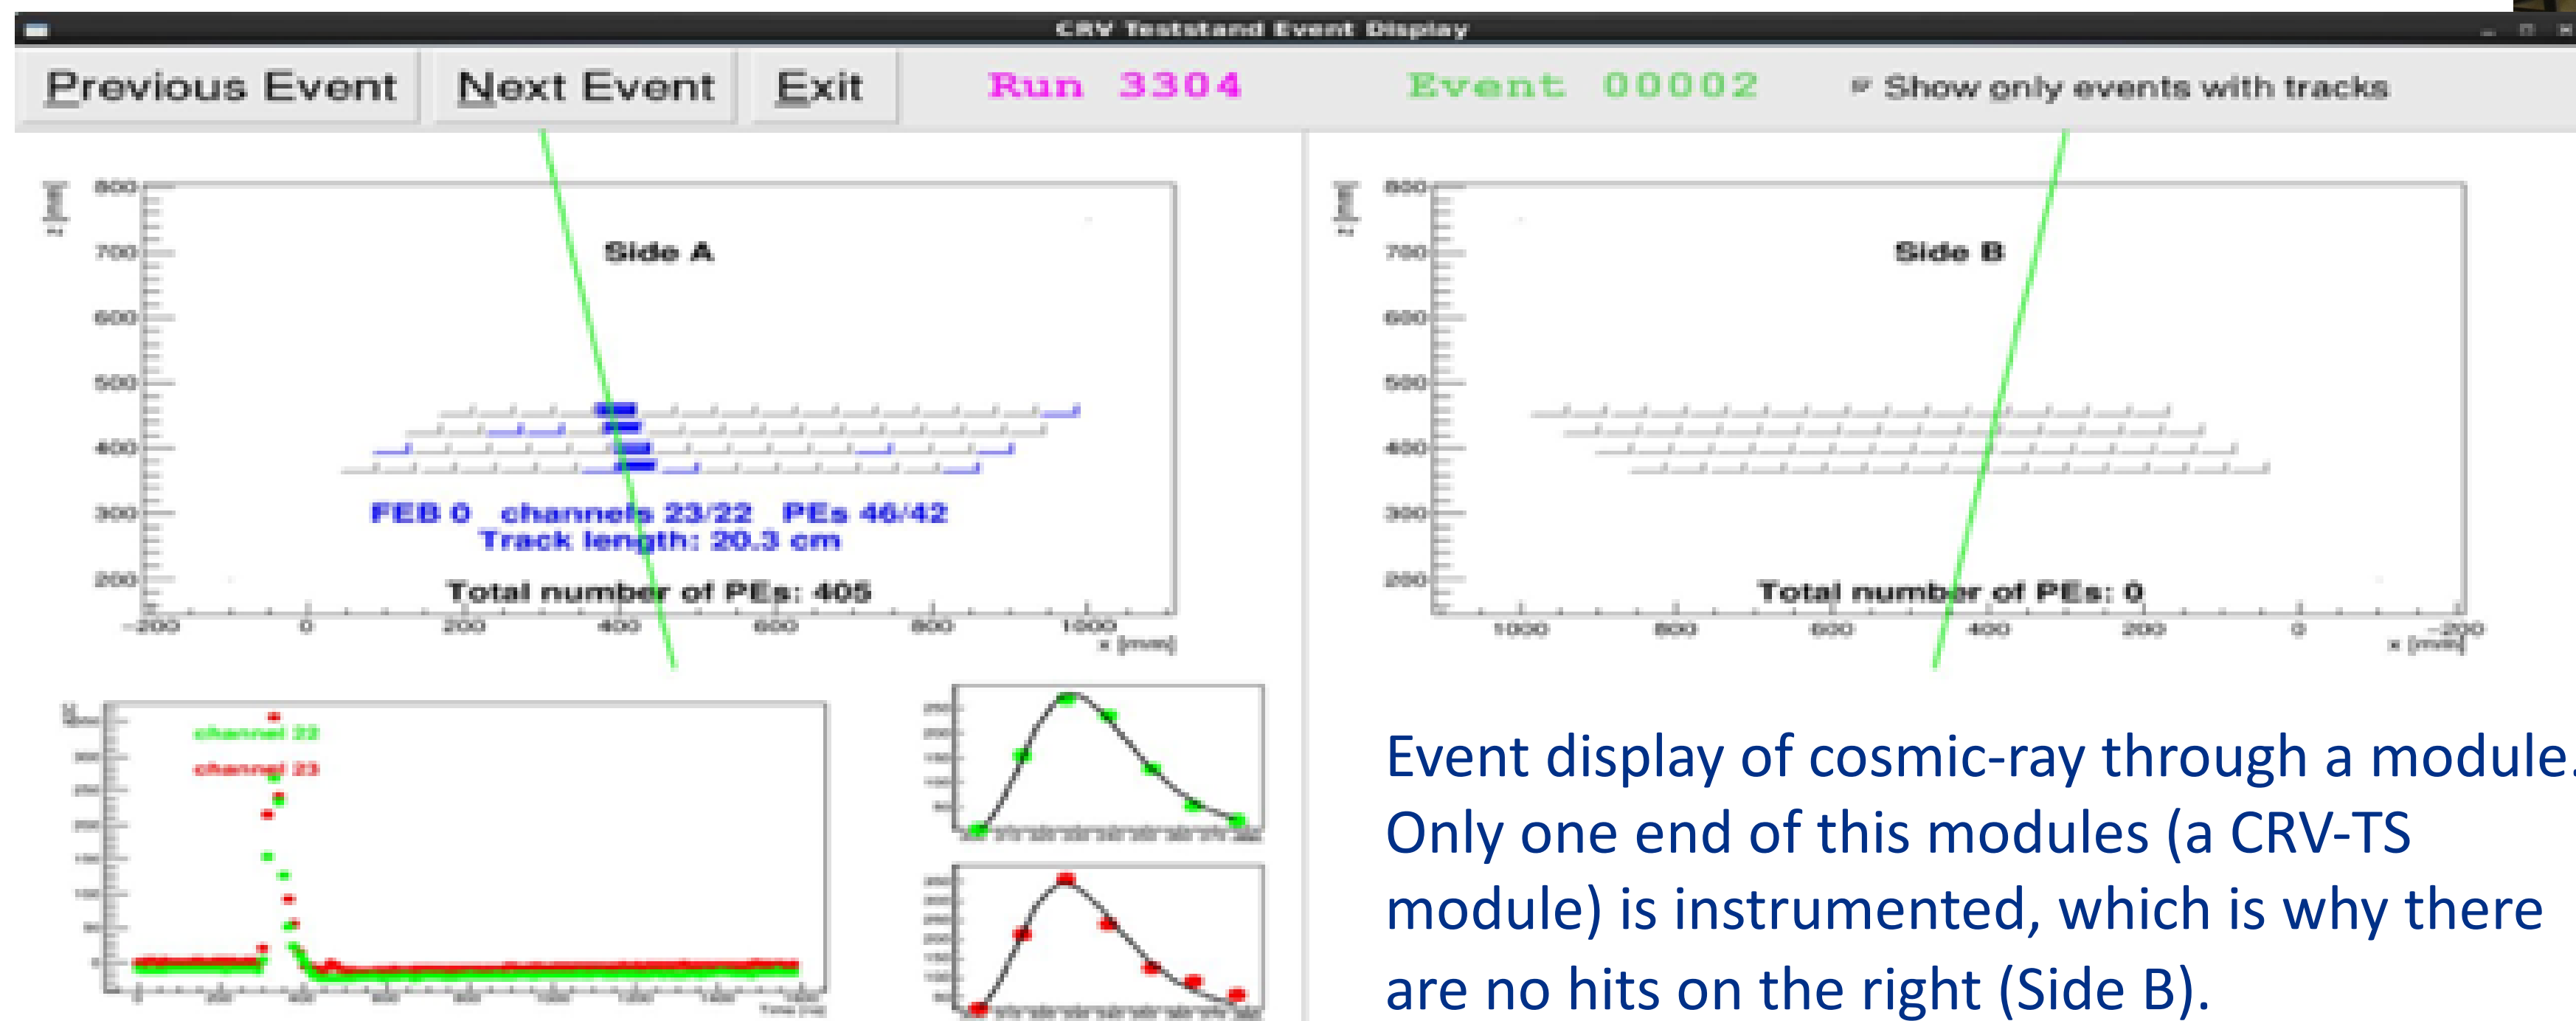 CRV Teststand Event Display
Previous Event Next Event Exit Run 3304 Event 00002 Show only events with tracks
z [mm]
800
700
600
500
400
300
200
Side A
FEB 0 channels 23/22 PEs 46/42
Track length: 20.3 cm
Total number of PEs: 405
-200 0 200 400 600 800 1000
x [mm]
z [mm]
800
700
600
500
400
300
200
Side B
Total number of PEs: 0
1000 800 600 400 200 0 -200
x [mm]
channel 22
channel 23
Event display of cosmic-ray through a module.
Only one end of this modules (a CRV-TS
module) is instrumented, which is why there
are no hits on the right (Side B).